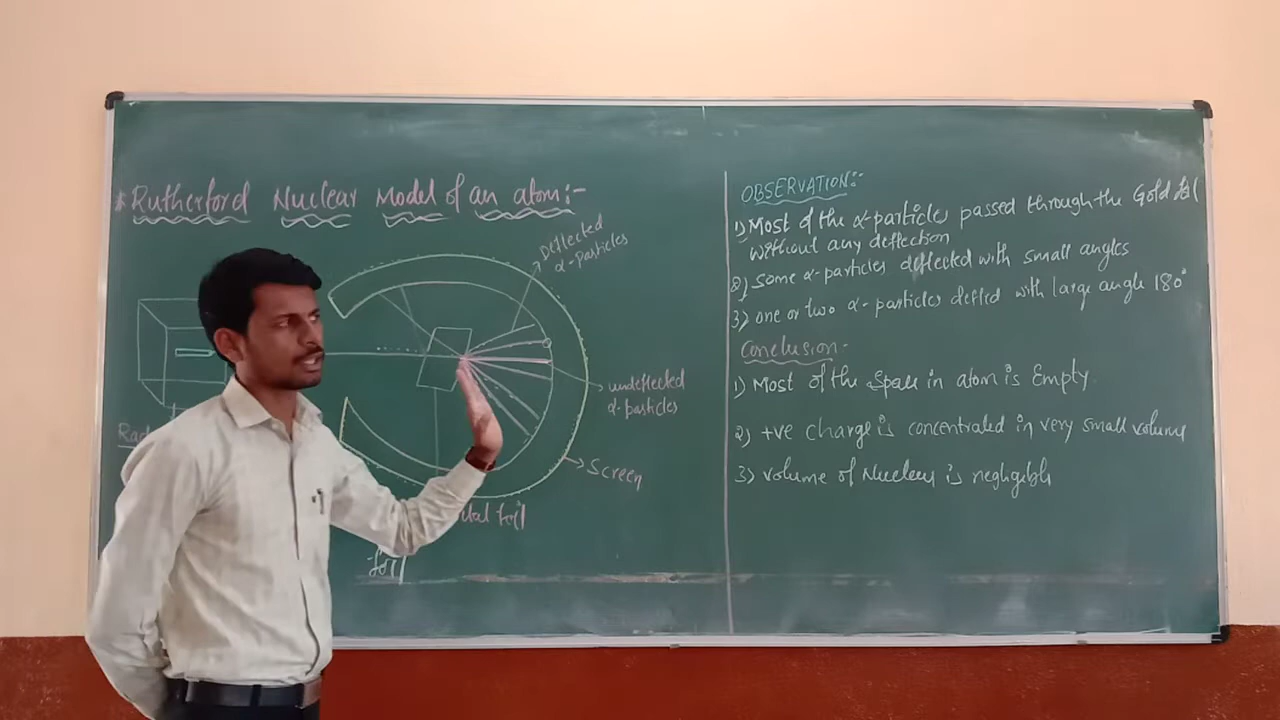 * Rutherford Nuclear Model of an atom:-
Deflected
α-particles
undeflected
α-particles
Screen
foil
OBSERVATION:-
1) Most of the α-particles passed through the Gold
without any deflection
2) Some α-particles deflected with small angles
3) one or two α-particles with large angle 180°
Conclusion-
1) Most of the Space in atom is Empty
2) +ve charge is concentrated in very small volume
3) volume of is negligible